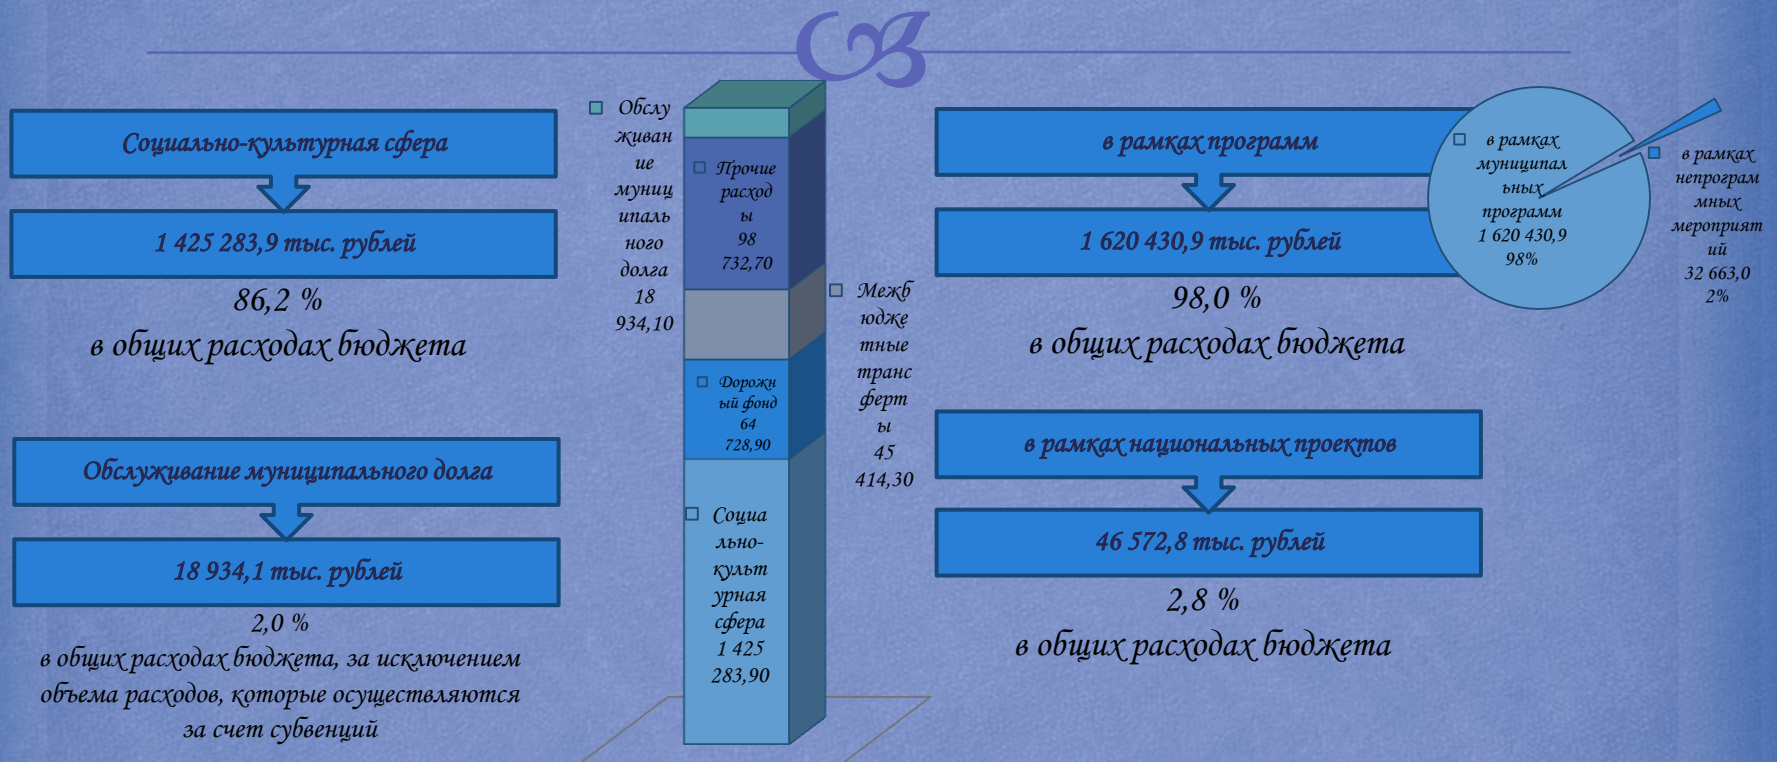 Социально-культурная сфера
1 425 283,9 тыс. рублей
86,2 %
в общих расходах бюджета
Обслуживание муниципального долга
18 934,1 тыс. рублей
2,0 %
в общих расходах бюджета, за исключением
объема расходов, которые осуществляются
за счет субвенций
Обслу
живан
ие
муниц
ипаль
ного
долга
18
934,10
Прочие
расход
ы
98
732,70
Межб
юдже
тные
транс
ферт
ы
45
414,30
Дорожн
ый фонд
64
728,90
Социа
льно-
культ
урная
сфера
1 425
283,90
в рамках программ
1 620 430,9 тыс. рублей
98,0 %
в общих расходах бюджета
в рамках национальных проектов
46 572,8 тыс. рублей
2,8 %
в общих расходах бюджета
в рамках
муниципал
ьных
программ
1 620 430,9
98%
в рамках
непрограм
мных
мероприят
ий
32 663,0
2%